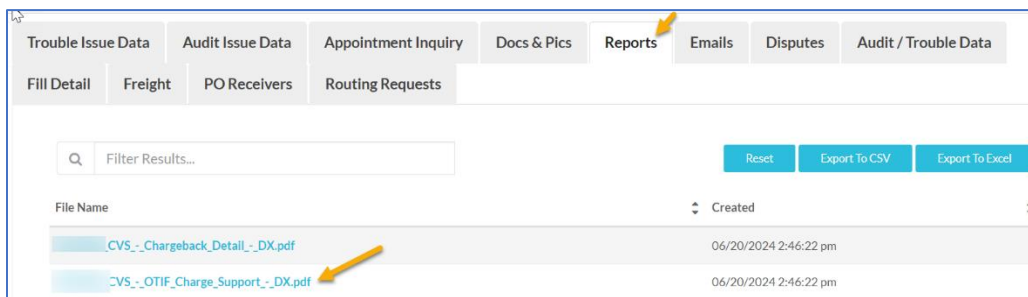 Trouble Issue Data Audit Issue Data Appointment Inquiry Docs & Pics Reports Emails Disputes Audit / Trouble Data
Fill Detail Freight PO Receivers Routing Requests
Filter Results... Reset Export To CSV Export To Excel
File Name Created
_CVS_-_Chargeback_Detail_-_DX.pdf 06/20/2024 2:46:22 pm
CVS_-_OTIF_Charge_Support_-_DX.pdf 06/20/2024 2:46:22 pm